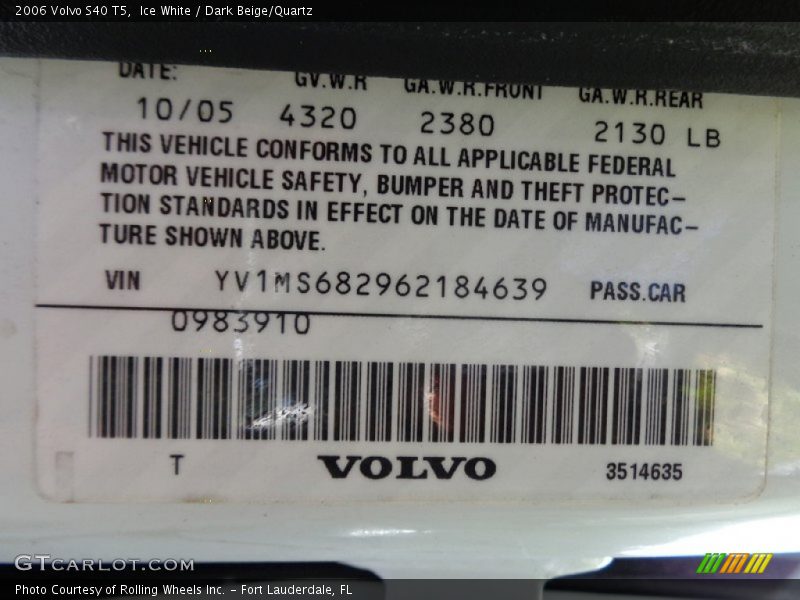 2006 Volvo S40 T5,  Ice White / Dark Beige/Quartz
DATE: GV.W.R GA.W.R.FRONT GA.W.R.REAR
10/05 4320 2380 2130 LB
THIS VEHICLE CONFORMS TO ALL APPLICABLE FEDERAL
MOTOR VEHICLE SAFETY, BUMPER AND THEFT PROTEC-
TION STANDARDS IN EFFECT ON THE DATE OF MANUFAC-
TURE SHOWN ABOVE.
VIN YV1MS682962184639 PASS.CAR
0983910
T VOLVO 3514635
GTCARLOT.COM
Photo Courtesy of Rolling Wheels Inc. – Fort Lauderdale, FL